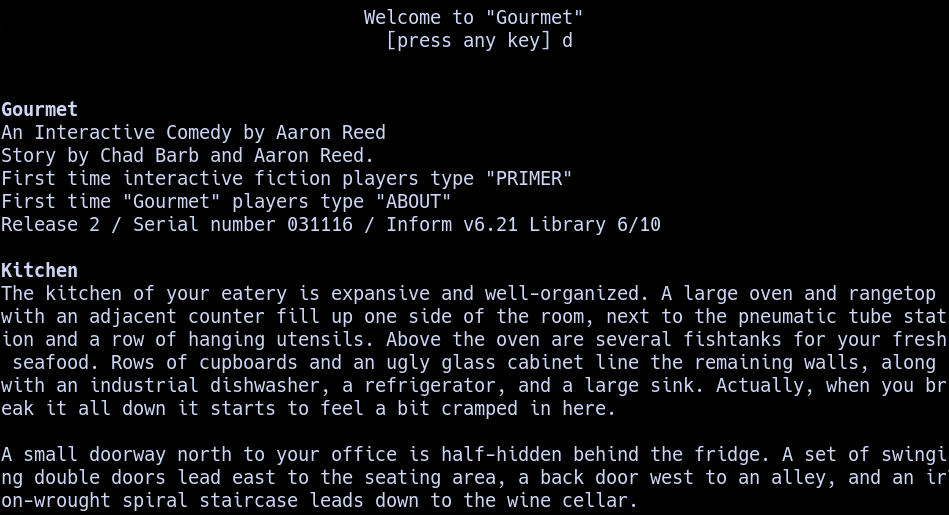 Welcome to "Gourmet"
[press any key] d
Gourmet
An Interactive Comedy by Aaron Reed
Story by Chad Barb and Aaron Reed.
First time interactive fiction players type "PRIMER"
First time "Gourmet" players type "ABOUT"
Release 2 / Serial number 031116 / Inform v6.21 Library 6/10
Kitchen
The kitchen of your eatery is expansive and well-organized. A large oven and rangetop
with an adjacent counter fill up one side of the room, next to the pneumatic tube stat
ion and a row of hanging utensils. Above the oven are several fishtanks for your fresh
 seafood. Rows of cupboards and an ugly glass cabinet line the remaining walls, along
with an industrial dishwasher, a refrigerator, and a large sink. Actually, when you br
eak it all down it starts to feel a bit cramped in here.
A small doorway north to your office is half-hidden behind the fridge. A set of swingi
ng double doors lead east to the seating area, a back door west to an alley, and an ir
on-wrought spiral staircase leads down to the wine cellar.